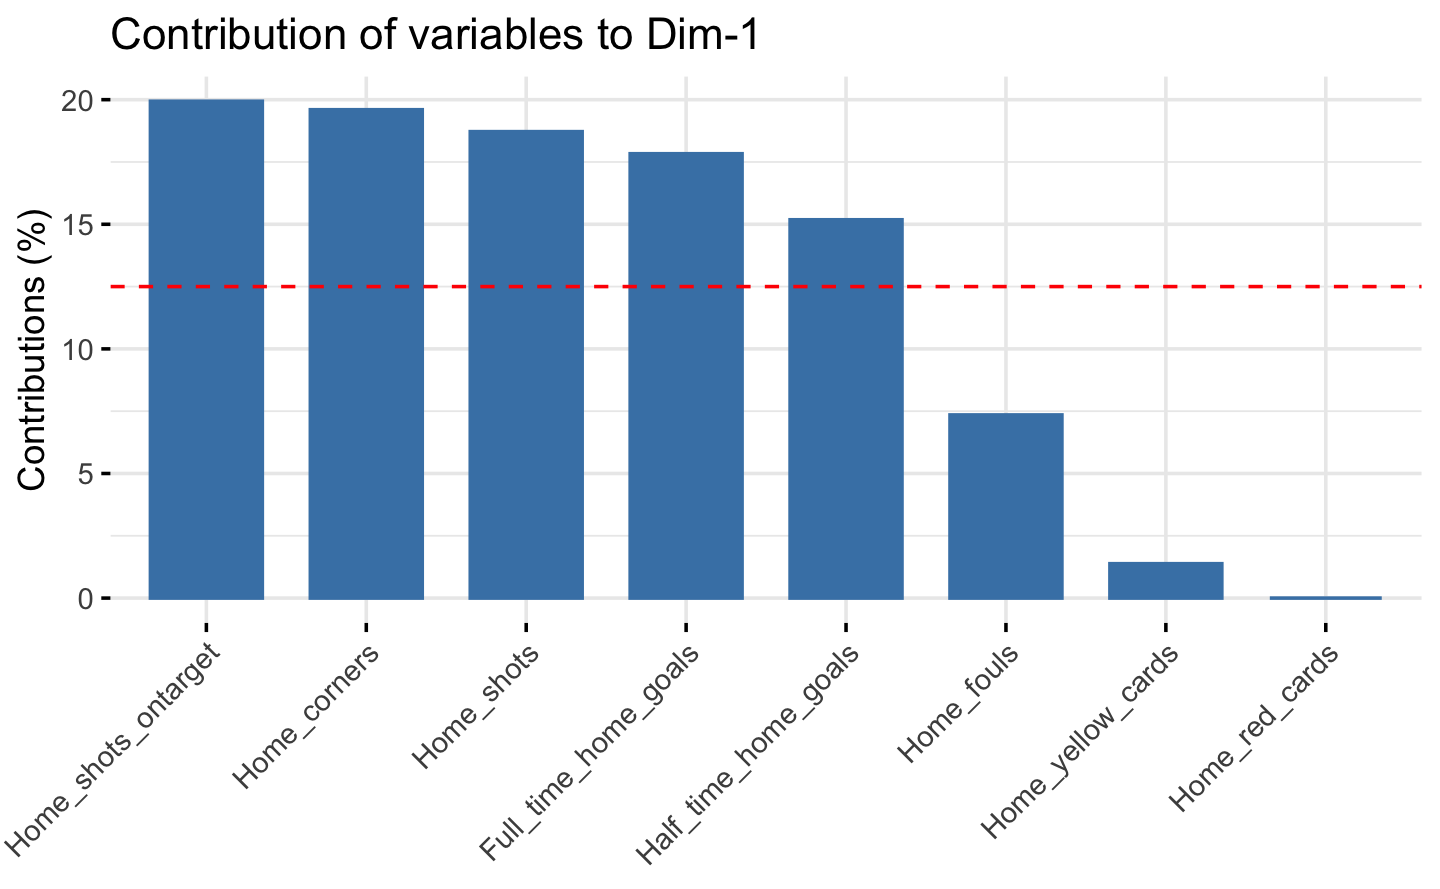 Contribution of variables to Dim-1
Contributions (%)
20
15
10
5
0
Home_shots_ontarget
Home_corners
Home_shots
Full_time_home_goals
Half_time_home_goals
Home_fouls
Home_yellow_cards
Home_red_cards